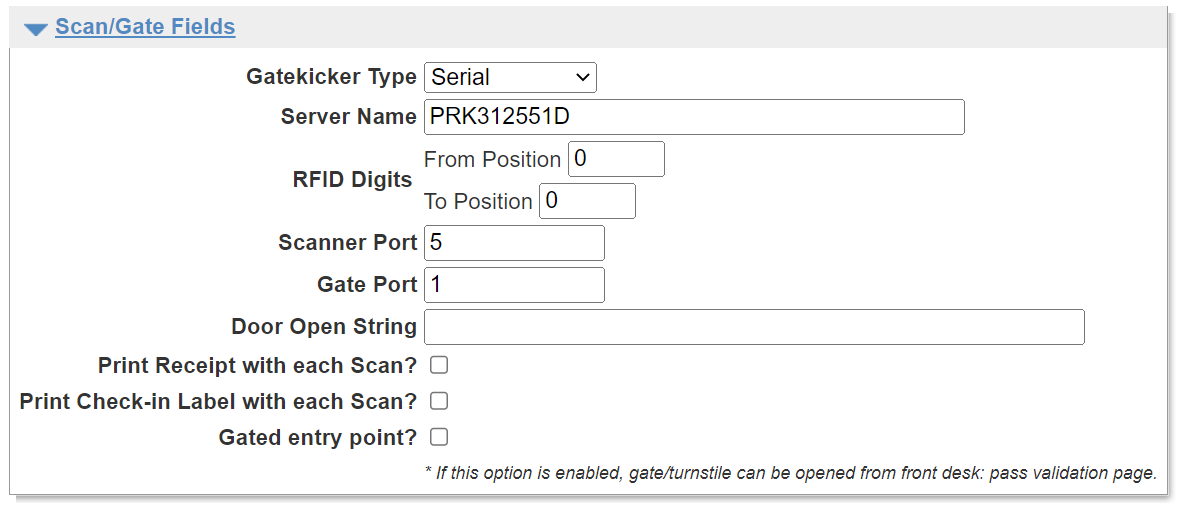 Scan/Gate Fields
Gatekicker Type Serial
Server Name PRK312551D
RFID Digits
From Position 0
To Position 0
Scanner Port 5
Gate Port 1
Door Open String
Print Receipt with each Scan?
Print Check-in Label with each Scan?
Gated entry point?
* If this option is enabled, gate/turnstile can be opened from front desk: pass validation page.